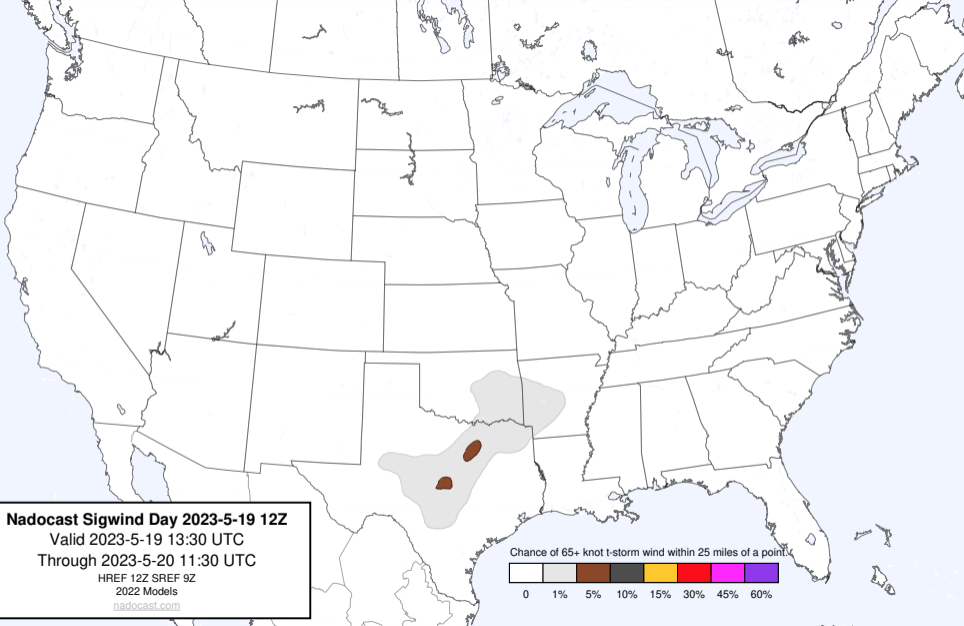 Nadocast Sigwind Day 2023-5-19 12Z
Valid 2023-5-19 13:30 UTC
Through 2023-5-20 11:30 UTC
HREF 12Z SREF 9Z
2022 Models
nadocast.com
Chance of 65+ knot t-storm wind within 25 miles of a point.
0 1% 5% 10% 15% 30% 45% 60%